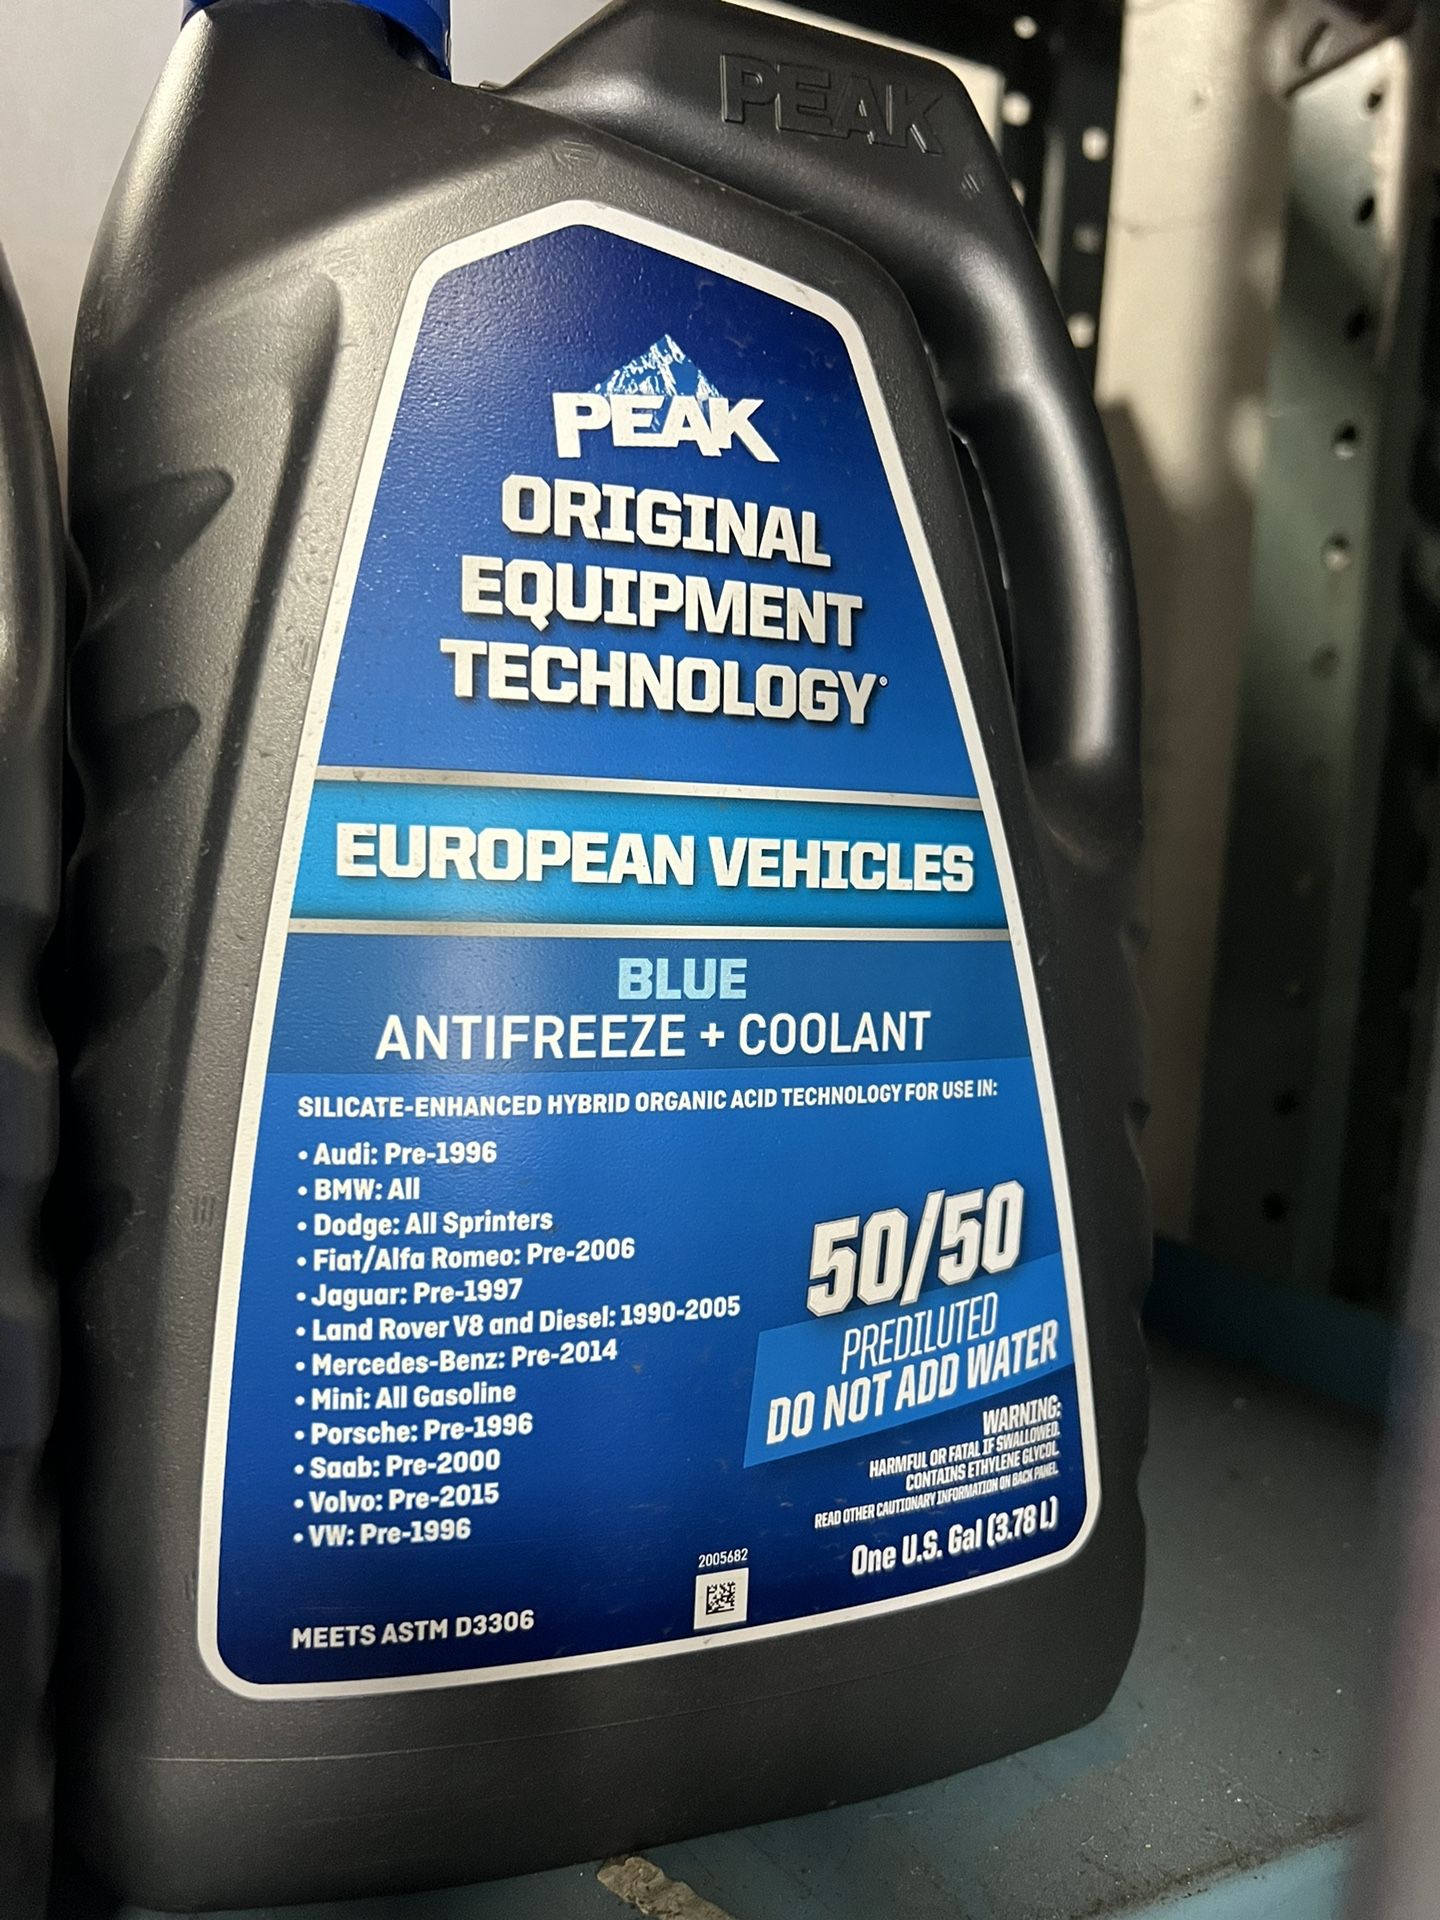 PEAK
PEAK
ORIGINAL
EQUIPMENT
TECHNOLOGY®
EUROPEAN VEHICLES
BLUE
ANTIFREEZE + COOLANT
SILICATE-ENHANCED HYBRID ORGANIC ACID TECHNOLOGY FOR USE IN:
• Audi: Pre-1996
• BMW: All
• Dodge: All Sprinters
• Fiat/Alfa Romeo: Pre-2006
• Jaguar: Pre-1997
• Land Rover V8 and Diesel: 1990-2005
• Mercedes-Benz: Pre-2014
• Mini: All Gasoline
• Porsche: Pre-1996
• Saab: Pre-2000
• Volvo: Pre-2015
• VW: Pre-1996
50/50
PREDILUTED
DO NOT ADD WATER
WARNING:
HARMFUL OR FATAL IF SWALLOWED.
CONTAINS ETHYLENE GLYCOL.
READ OTHER CAUTIONARY INFORMATION ON BACK PANEL.
One U.S. Gal (3.78 L)
2005682
MEETS ASTM D3306